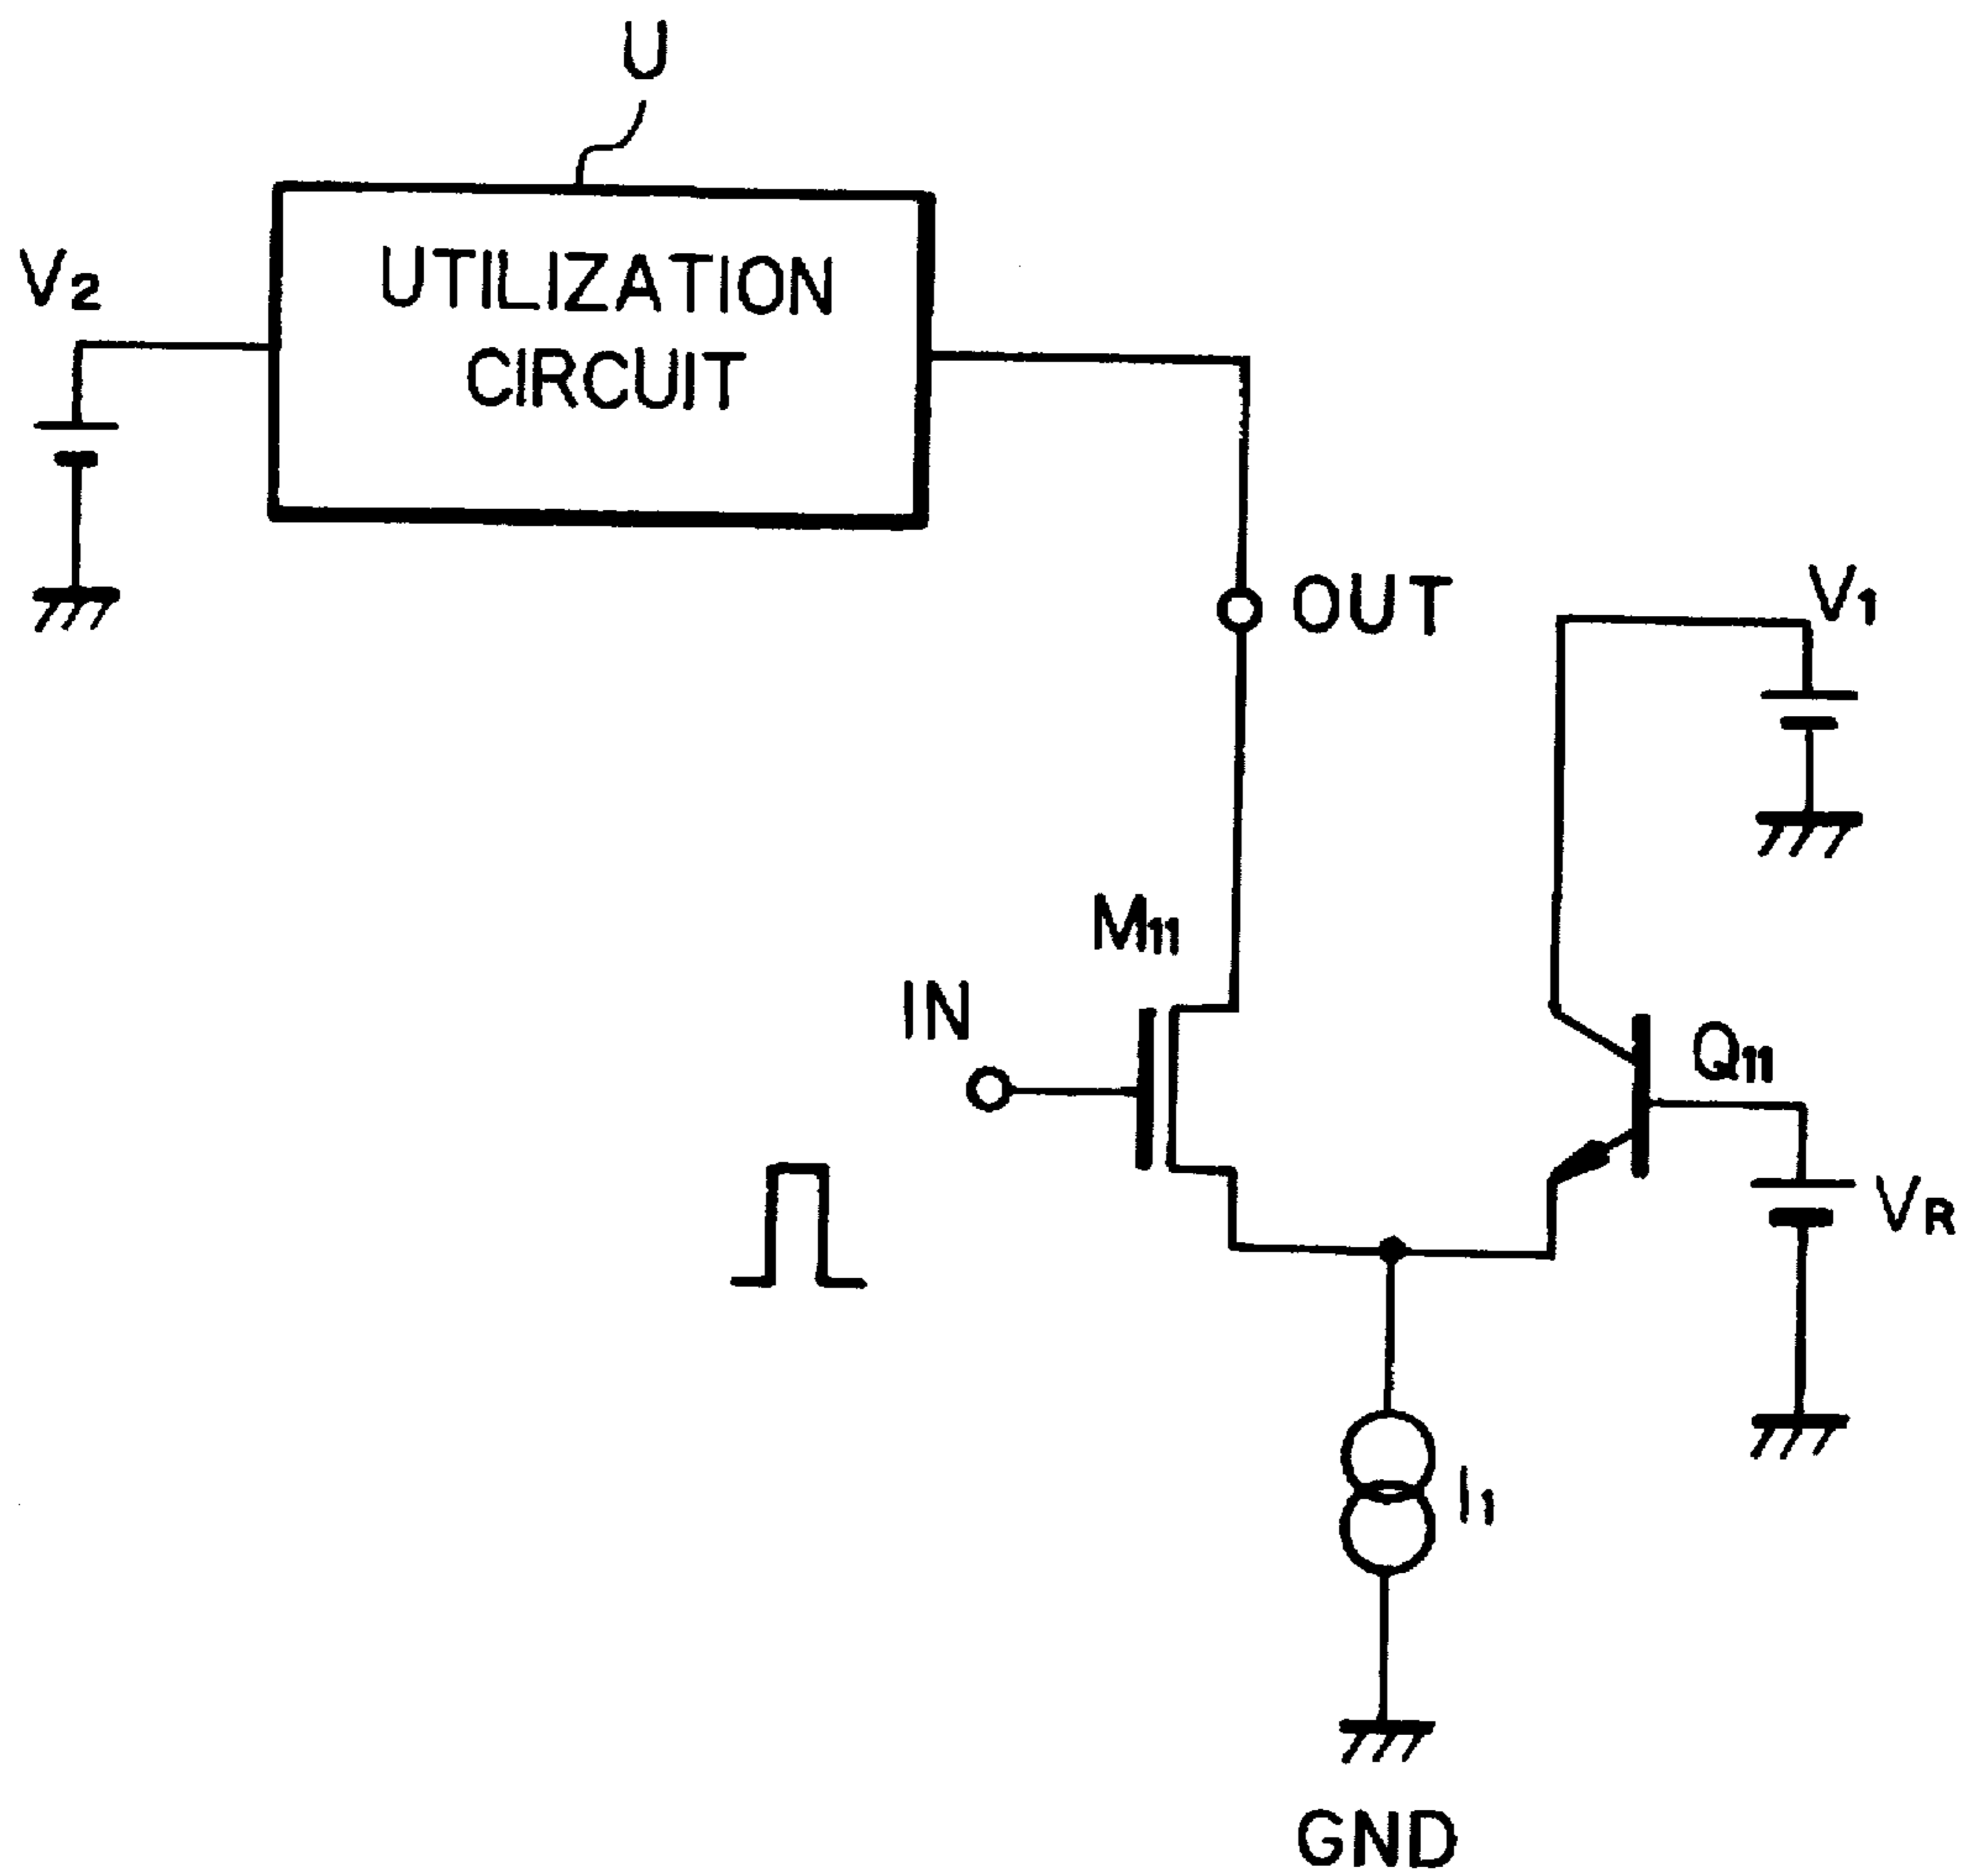 U
V2
UTILIZATION
CIRCUIT
OUT
V1
M11
IN
Q11
VR
I1
GND